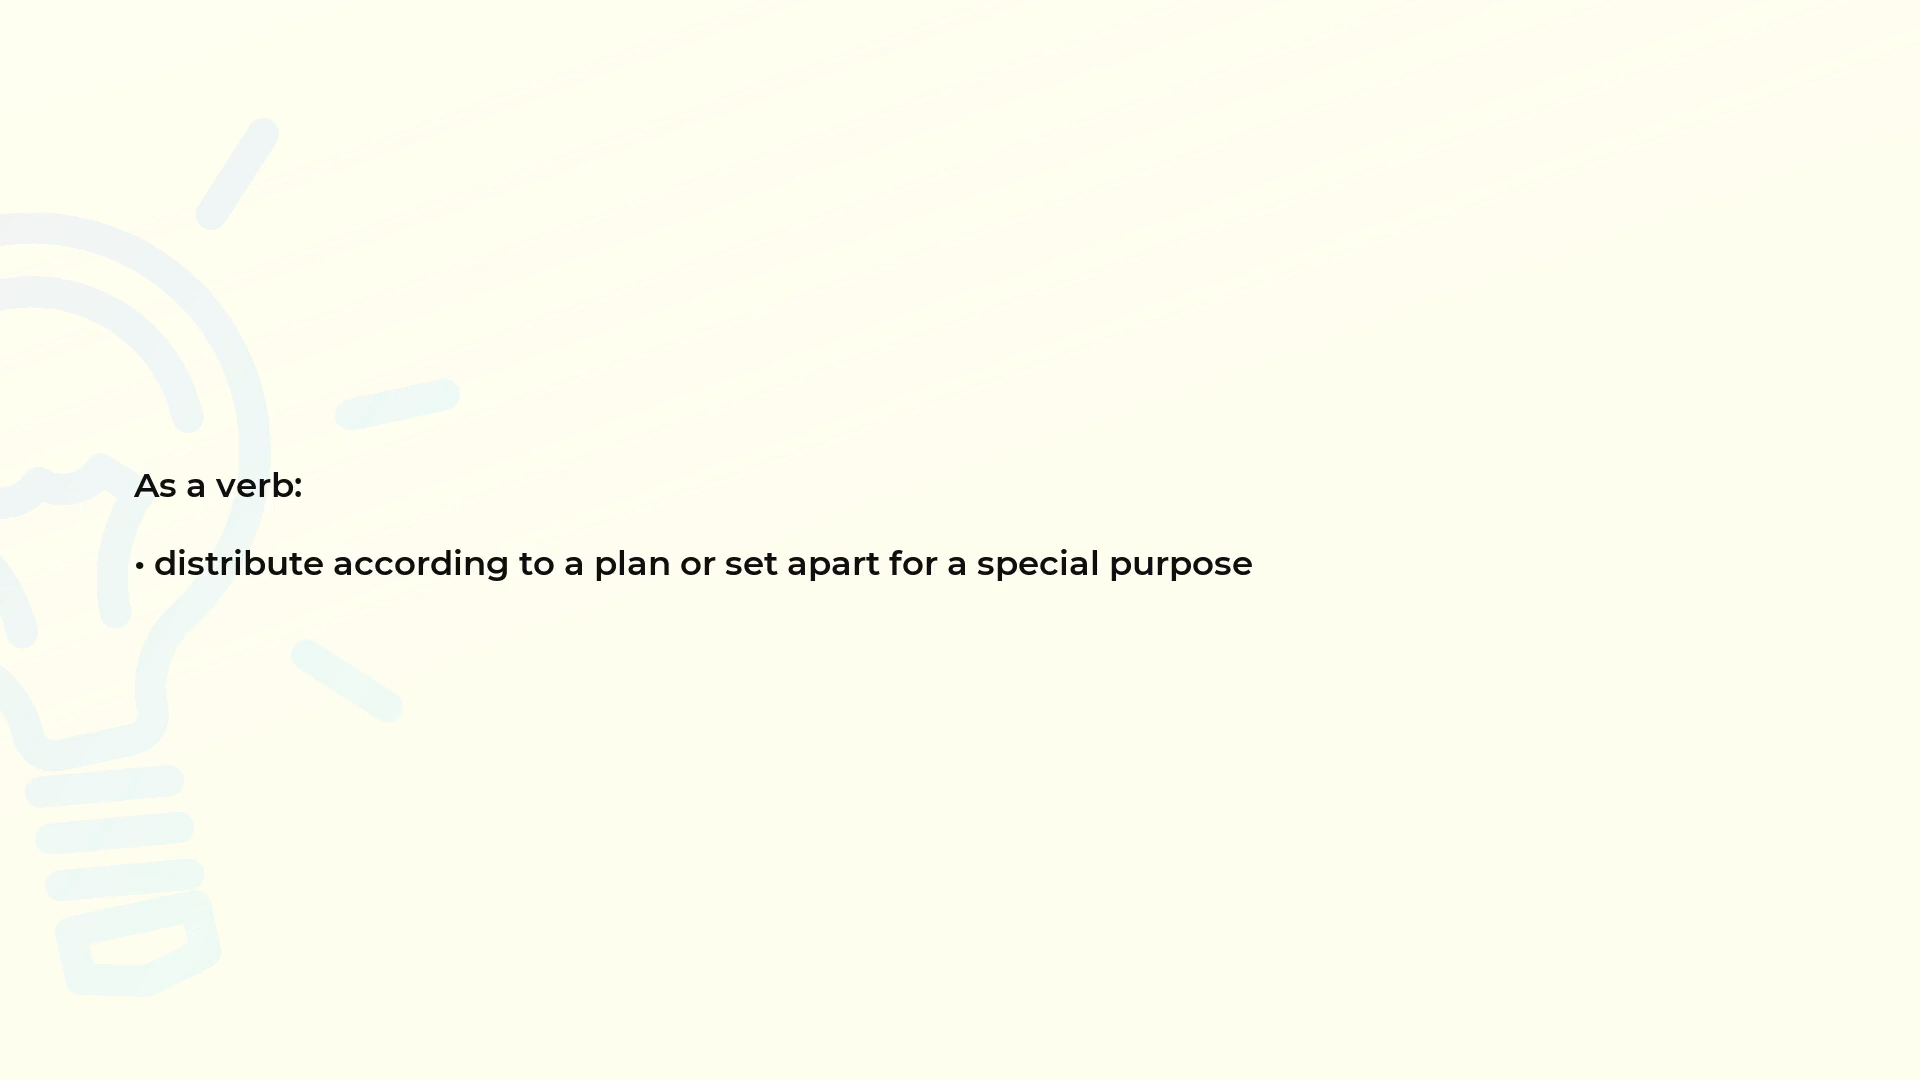 As a verb:
• distribute according to a plan or set apart for a special purpose